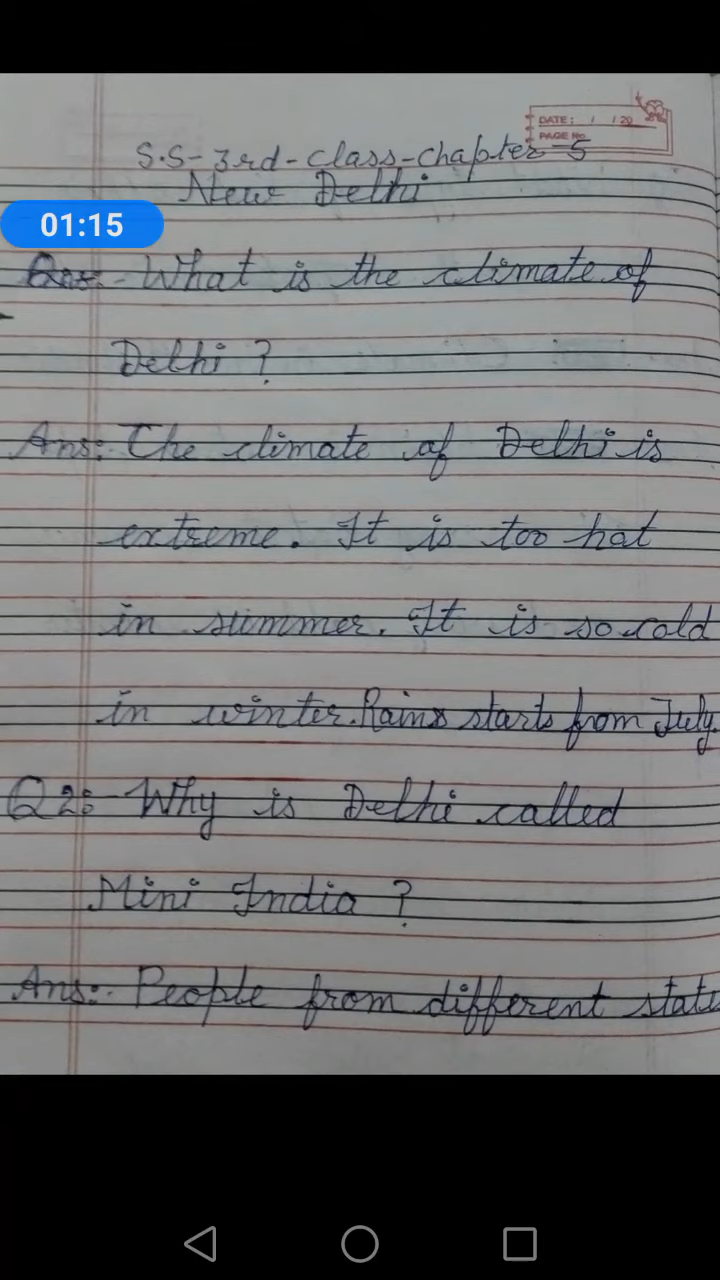 DATE: / / 20
PAGE No.
S.S-3rd-class-chapter-5
New Delhi
01:15
Ques:- What is the climate of
Delhi ?
Ans:- The climate of Delhi is
extreme. It is too hot
in summer. It is so cold
in winter. Rains starts from July.
Q 2:- Why is Delhi called
Mini India ?
Ans:- People from different state